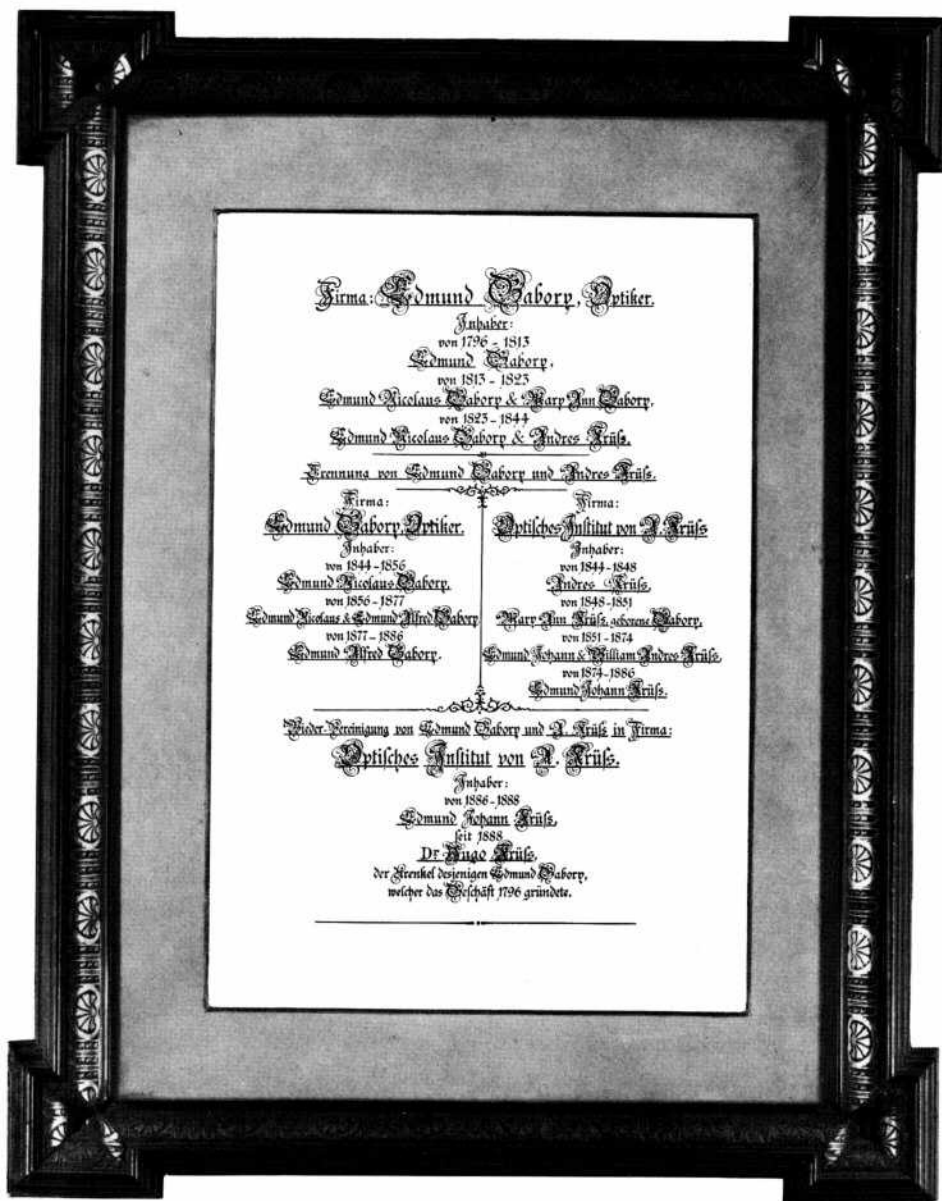 Firma: Edmund Gabory, Optiker.
Inhaber:
von 1796 - 1813
Edmund Gabory,
von 1813 - 1823
Edmund Nicolaus Gabory & Mary Ann Gabory,
von 1823 - 1844
Edmund Nicolaus Gabory & Andres Krüß.
Trennung von Edmund Gabory und Andres Krüß.
Firma:
Edmund Gabory, Optiker.
Inhaber:
von 1844-1856
Edmund Nicolaus Gabory,
von 1856-1877
Edmund Nicolaus & Edmund Alfred Gabory
von 1877-1886
Edmund Alfred Gabory.
Firma:
Optisches Institut von A. Krüss
Inhaber:
von 1844-1848
Andres Krüß,
von 1848-1851
Mary Ann Krüß, geborene Gabory,
von 1851-1874
Edmund Johann & William Andres Krüß,
von 1874-1886
Edmund Johann Krüß.
Wieder-Vereinigung von Edmund Gabory und A. Krüß in Firma:
Optisches Institut von A. Krüß.
Inhaber:
von 1886-1888
Edmund Johann Krüß,
seit 1888
Dr. Hugo Krüß,
der Urenkel desjenigen Edmund Gabory,
welcher das Geschäft 1796 gründete.